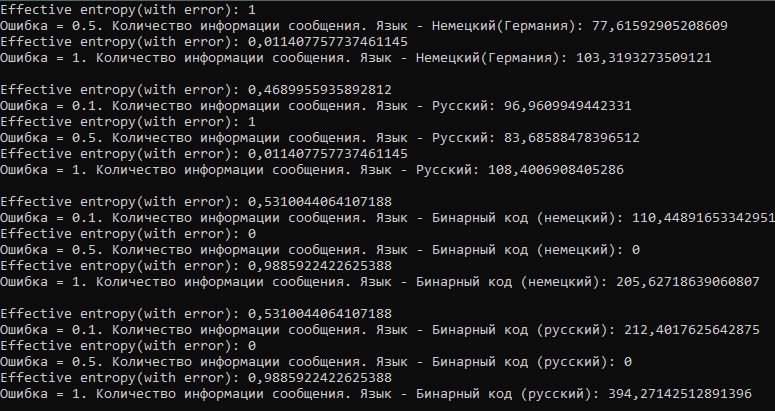 Effective entropy(with error): 1
Ошибка = 0.5. Количество информации сообщения. Язык - Немецкий(Германия): 77,61592905208609
Effective entropy(with error): 0,011407757737461145
Ошибка = 1. Количество информации сообщения. Язык - Немецкий(Германия): 103,3193273509121
Effective entropy(with error): 0,4689955935892812
Ошибка = 0.1. Количество информации сообщения. Язык - Русский: 96,9609949442331
Effective entropy(with error): 1
Ошибка = 0.5. Количество информации сообщения. Язык - Русский: 83,68588478396512
Effective entropy(with error): 0,011407757737461145
Ошибка = 1. Количество информации сообщения. Язык - Русский: 108,4006908405286
Effective entropy(with error): 0,5310044064107188
Ошибка = 0.1. Количество информации сообщения. Язык - Бинарный код (немецкий): 110,44891653342951
Effective entropy(with error): 0
Ошибка = 0.5. Количество информации сообщения. Язык - Бинарный код (немецкий): 0
Effective entropy(with error): 0,9885922422625388
Ошибка = 1. Количество информации сообщения. Язык - Бинарный код (немецкий): 205,62718639060807
Effective entropy(with error): 0,5310044064107188
Ошибка = 0.1. Количество информации сообщения. Язык - Бинарный код (русский): 212,4017625642875
Effective entropy(with error): 0
Ошибка = 0.5. Количество информации сообщения. Язык - Бинарный код (русский): 0
Effective entropy(with error): 0,9885922422625388
Ошибка = 1. Количество информации сообщения. Язык - Бинарный код (русский): 394,27142512891396